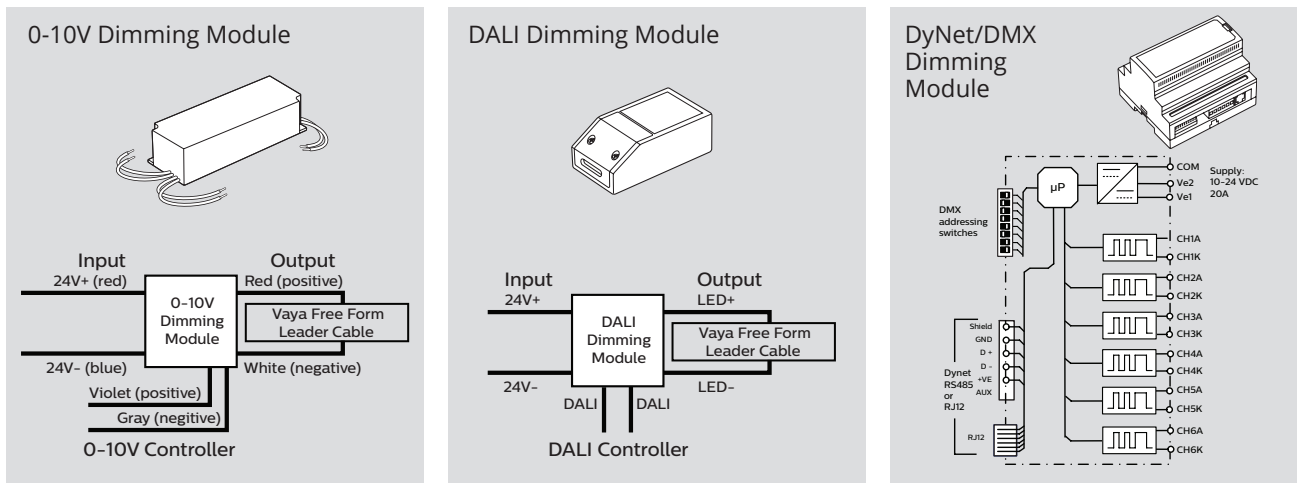 0-10V Dimming Module
Input
Output
24V+ (red)
Red (positive)
0-10V
Dimming
Module
Vaya Free Form
Leader Cable
24V- (blue)
White (negative)
Violet (positive)
Gray (negitive)
0-10V Controller
DALI Dimming Module
Input
Output
24V+
LED+
DALI
Dimming
Module
Vaya Free Form
Leader Cable
24V-
LED-
DALI
DALI
DALI Controller
DyNet/DMX
Dimming
Module
DMX
addressing
switches
µP
COM
Ve2
Ve1
Supply:
10-24 VDC
20A
CH1A
CH1K
CH2A
CH2K
CH3A
CH3K
CH4A
CH4K
CH5A
CH5K
CH6A
CH6K
Shield
GND
D +
D -
+VE
AUX
Dynet
RS485
or
RJ12
RJ12